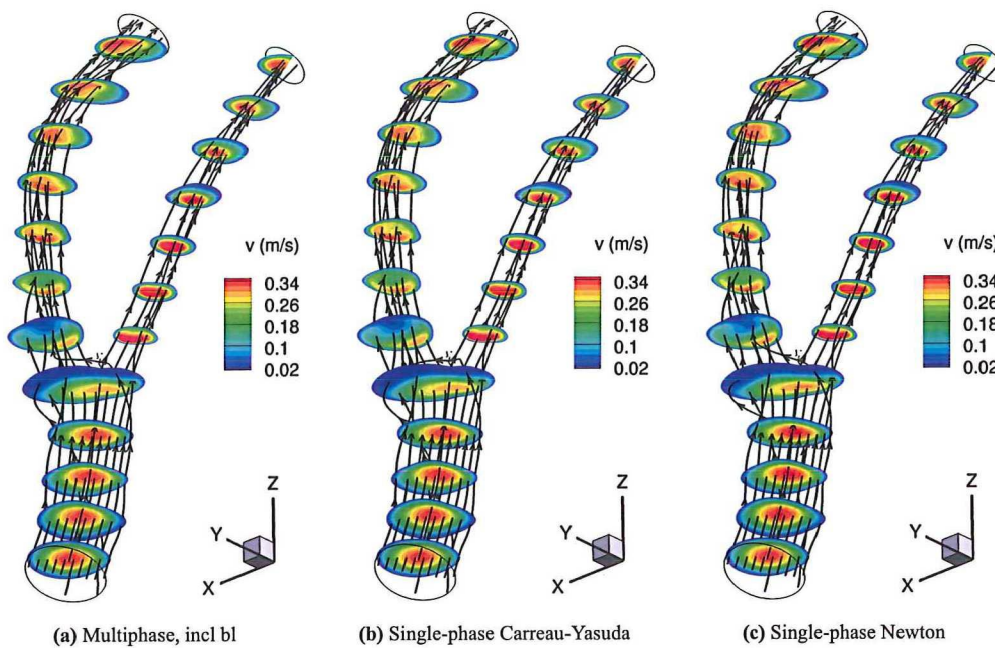 v (m/s)
0.34
0.26
0.18
0.1
0.02
Z
Y
X
(a) Multiphase, incl bl
v (m/s)
0.34
0.26
0.18
0.1
0.02
Z
Y
X
(b) Single-phase Carreau-Yasuda
v (m/s)
0.34
0.26
0.18
0.1
0.02
Z
Y
X
(c) Single-phase Newton